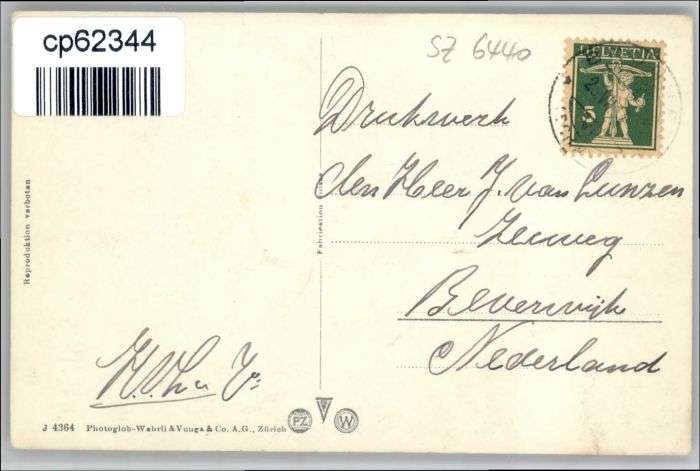 cp62344
SZ 6440
HELVETIA
5
Drukwerk
den Heer J. van Lunzen
Zeeweg
Beverwijk
Nederland
Reproduktion verboten
J 4364 Photoglob-Wehrli & Vouga & Co. A.G., Zürich
PZ
W